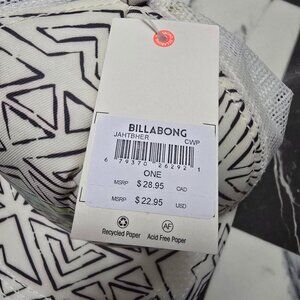 BILLABONG
JAHTBHER
CWP
6 79370 26292 1
ONE
MSRP $ 28.95 CAD
MSRP $ 22.95 USD
Recycled Paper
AF
Acid Free Paper